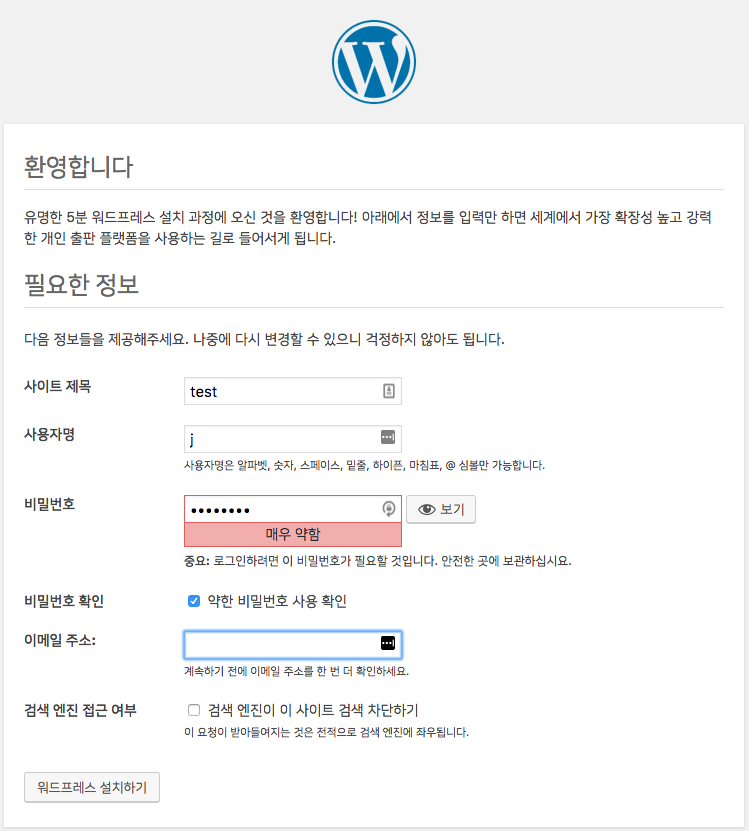 환영합니다
유명한 5분 워드프레스 설치 과정에 오신 것을 환영합니다! 아래에서 정보를 입력만 하면 세계에서 가장 확장성 높고 강력
한 개인 출판 플랫폼을 사용하는 길로 들어서게 됩니다.
필요한 정보
다음 정보들을 제공해주세요. 나중에 다시 변경할 수 있으니 걱정하지 않아도 됩니다.
사이트 제목
test
사용자명
j
사용자명은 알파벳, 숫자, 스페이스, 밑줄, 하이픈, 마침표, @ 심볼만 가능합니다.
비밀번호
••••••••
보기
매우 약함
중요: 로그인하려면 이 비밀번호가 필요할 것입니다. 안전한 곳에 보관하십시요.
비밀번호 확인
약한 비밀번호 사용 확인
이메일 주소:
계속하기 전에 이메일 주소를 한 번 더 확인하세요.
검색 엔진 접근 여부
검색 엔진이 이 사이트 검색 차단하기
이 요청이 받아들여지는 것은 전적으로 검색 엔진에 좌우됩니다.
워드프레스 설치하기